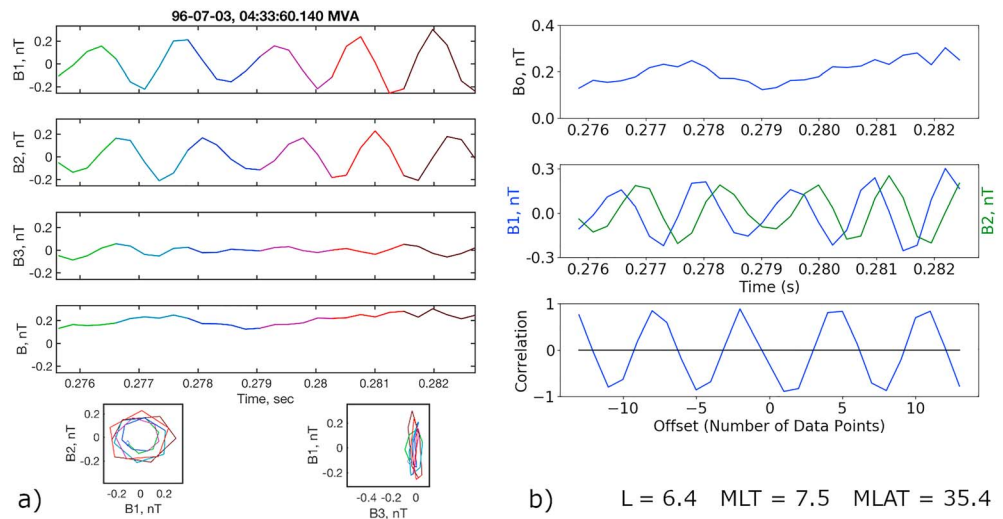 96-07-03, 04:33:60.140 MVA
B1, nT
0.2
0
-0.2
B2, nT
0.2
0
-0.2
B3, nT
0.2
0
-0.2
B, nT
0.2
0
-0.2
0.276 0.277 0.278 0.279 0.28 0.281 0.282
Time, sec
B2, nT
0.2
0
-0.2
-0.2 0 0.2
B1, nT
B1, nT
0.2
0
-0.2
-0.4 -0.2 0
B3, nT
a)
Bo, nT
0.4
0.2
0.0
0.276 0.277 0.278 0.279 0.280 0.281 0.282
B1, nT
0.3
0.0
-0.3
B2, nT
0.276 0.277 0.278 0.279 0.280 0.281 0.282
Time (s)
Correlation
1
0
−1
−10 −5 0 5 10
Offset (Number of Data Points)
b)
L = 6.4 MLT = 7.5 MLAT = 35.4